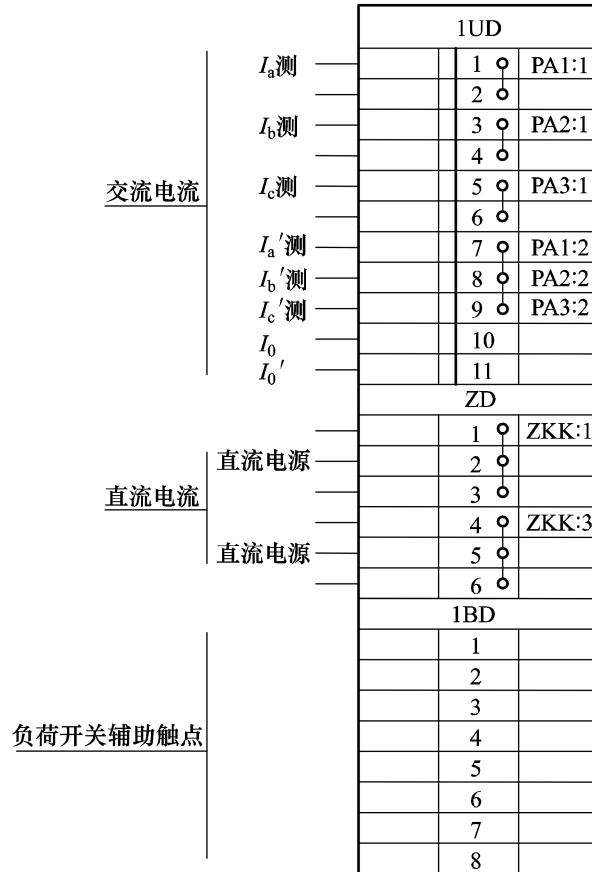 1UD
Ia测 1 PA1:1
2
Ib测 3 PA2:1
4
Ic测 5 PA3:1
6
交流电流
Ia′测 7 PA1:2
Ib′测 8 PA2:2
Ic′测 9 PA3:2
I0 10
I0′ 11
ZD
1 ZKK:1
直流电源 2
直流电流
3
4 ZKK:3
直流电源 5
6
1BD
1
2
3
负荷开关辅助触点 4
5
6
7
8